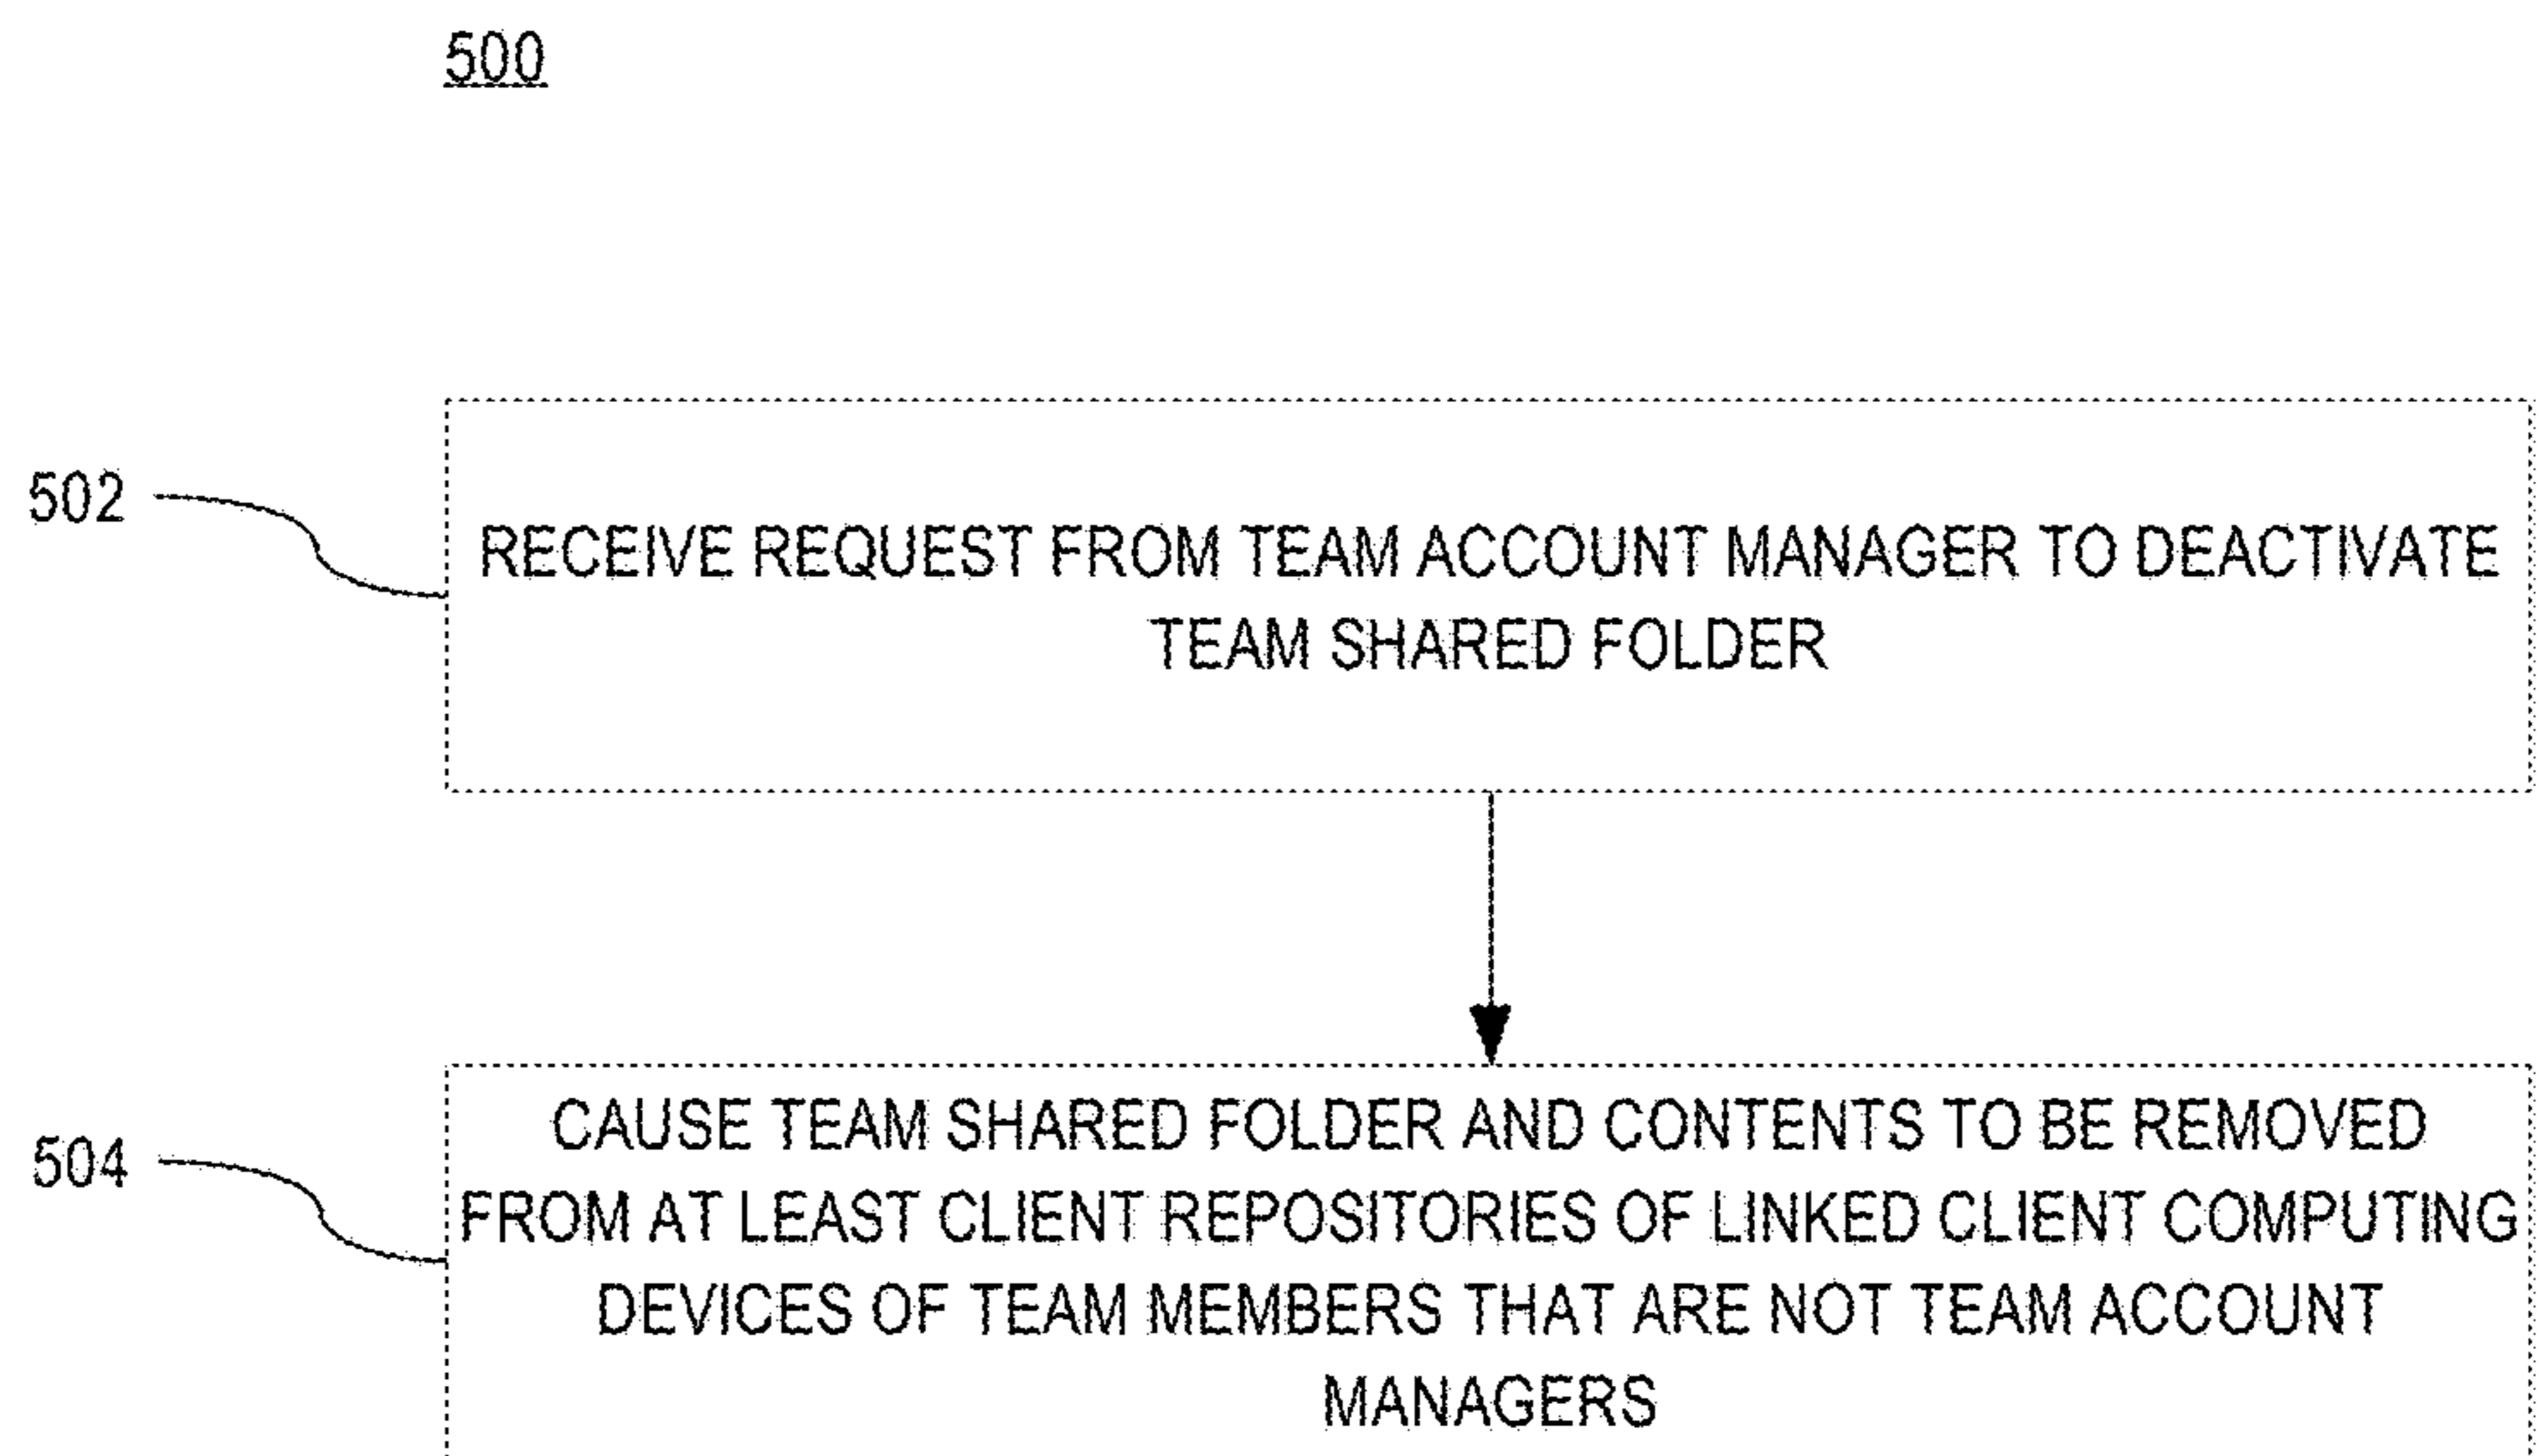 500
502
RECEIVE REQUEST FROM TEAM ACCOUNT MANAGER TO DEACTIVATE
TEAM SHARED FOLDER
504
CAUSE TEAM SHARED FOLDER AND CONTENTS TO BE REMOVED
FROM AT LEAST CLIENT REPOSITORIES OF LINKED CLIENT COMPUTING
DEVICES OF TEAM MEMBERS THAT ARE NOT TEAM ACCOUNT
MANAGERS